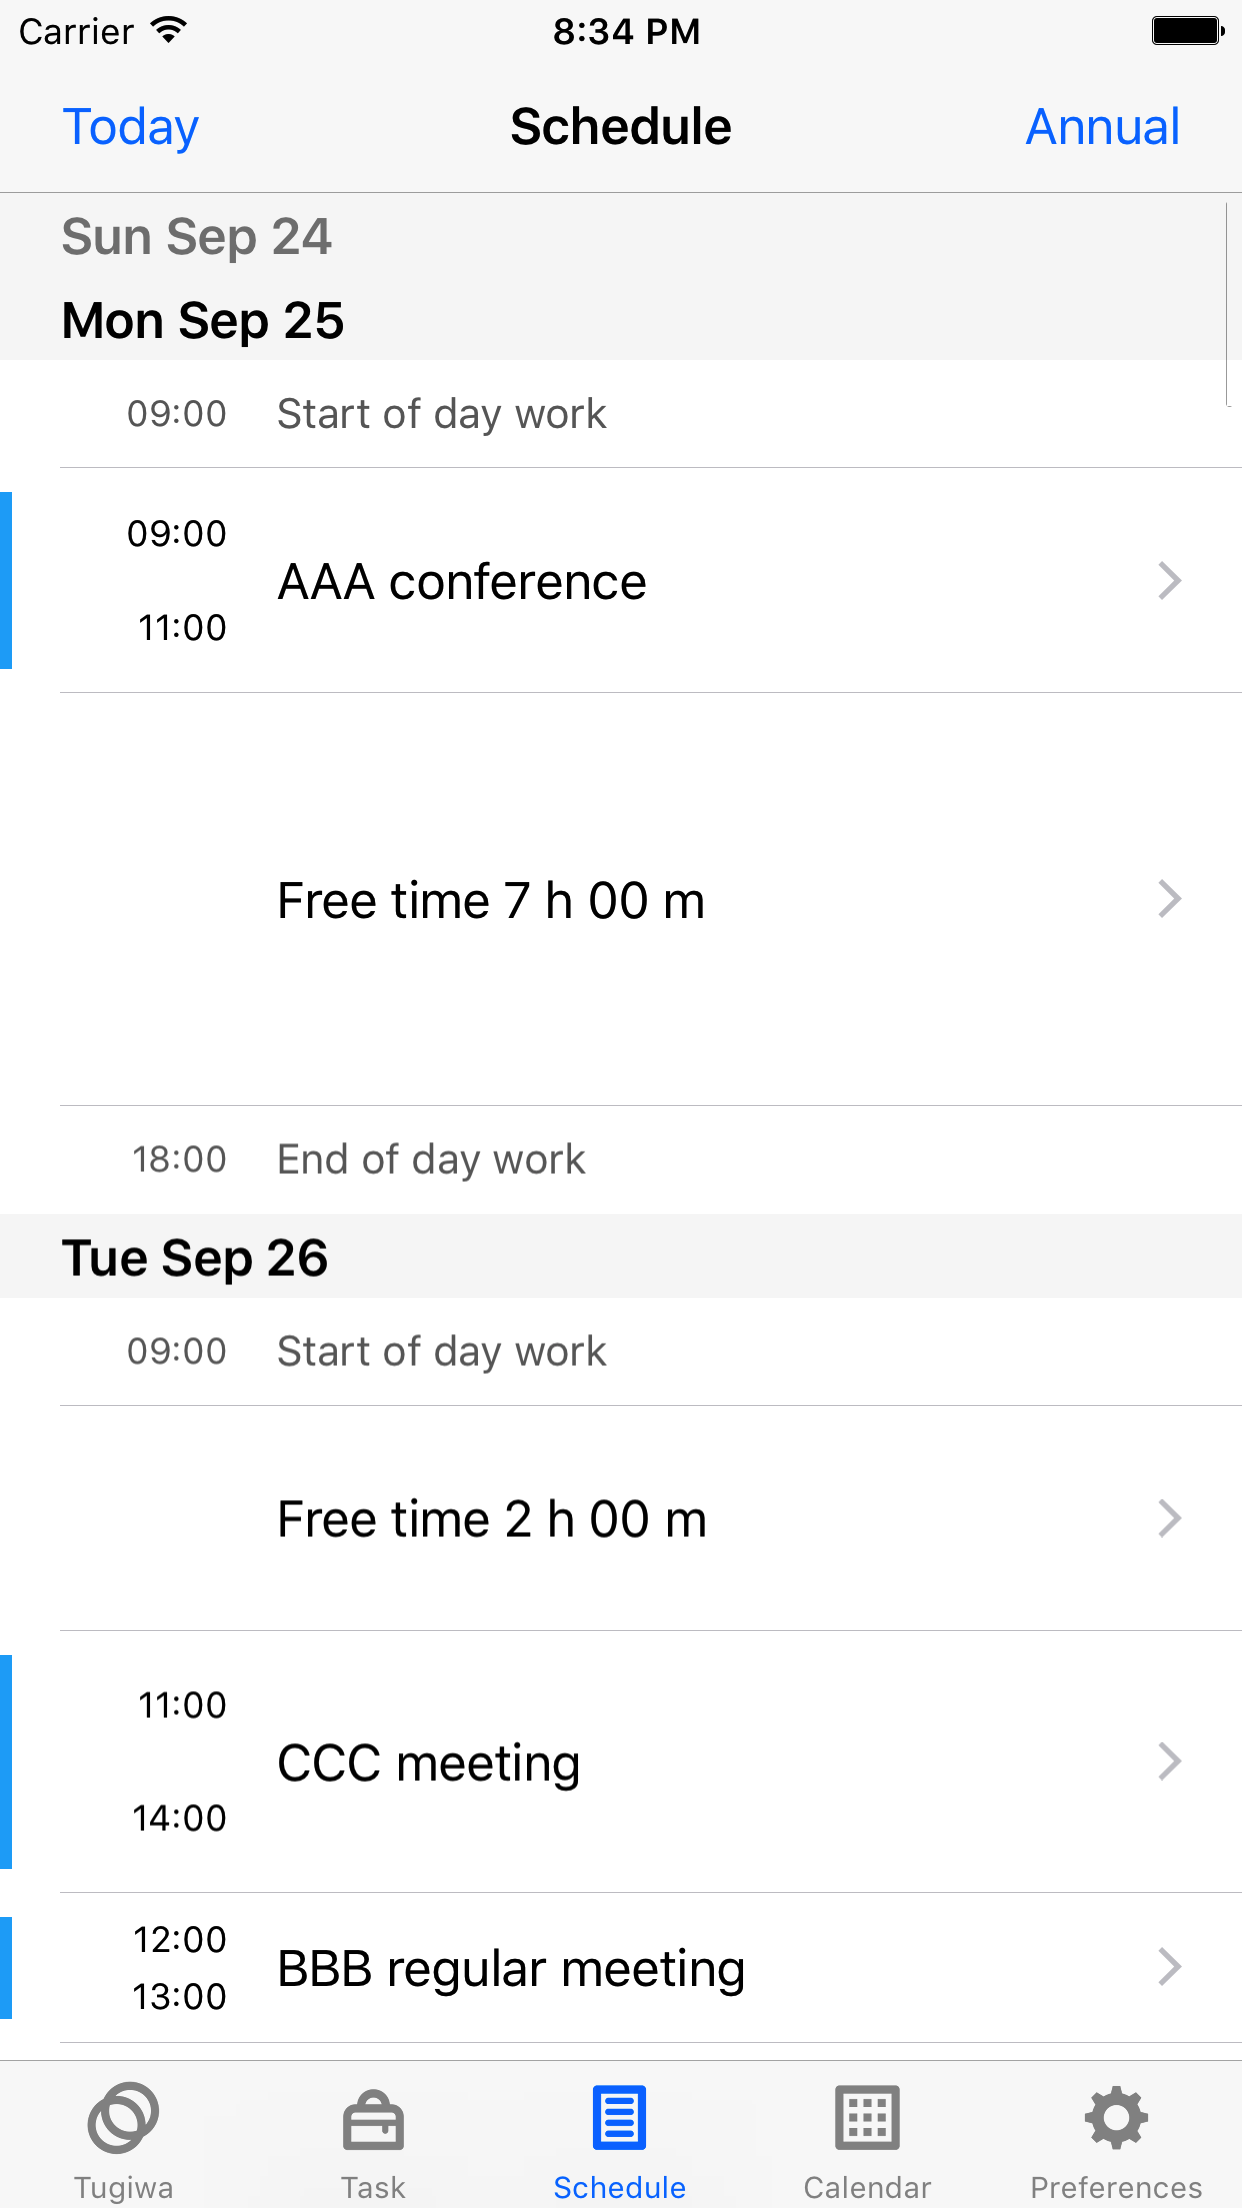 Carrier 8:34 PM
Today Schedule Annual
Sun Sep 24
Mon Sep 25
09:00 Start of day work
09:00
AAA conference
11:00
Free time 7 h 00 m
18:00 End of day work
Tue Sep 26
09:00 Start of day work
Free time 2 h 00 m
11:00
CCC meeting
14:00
12:00
BBB regular meeting
13:00
Tugiwa Task Schedule Calendar Preferences